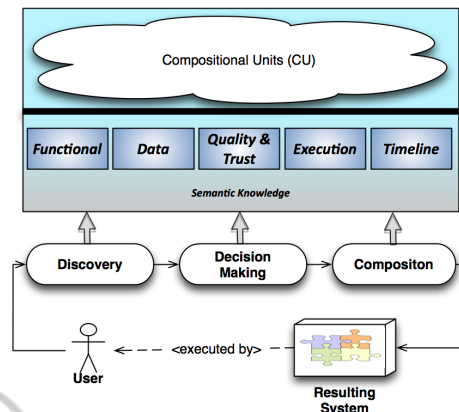 Compositional Units (CU)
Functional
Data
Quality &
Trust
Execution
Timeline
Semantic Knowledge
Discovery
Decision
Making
Compositon
<executed by>
User
Resulting
System